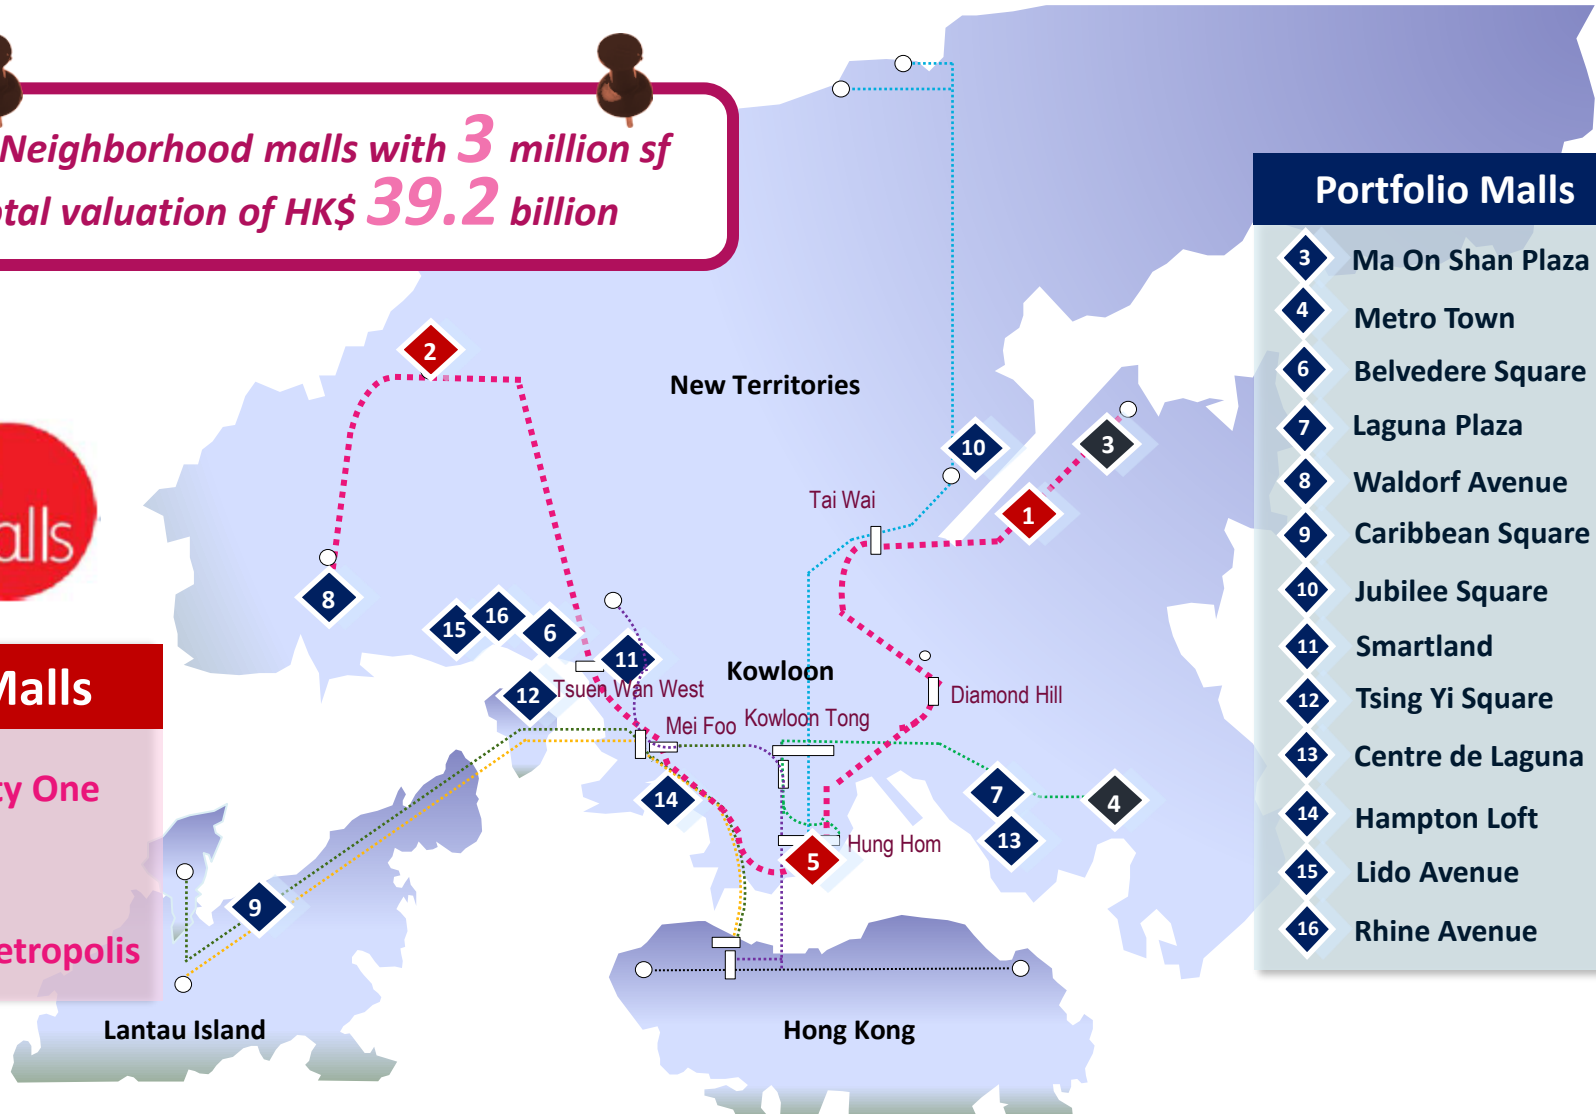 Neighborhood malls with 3 million sf
valuation of HK$ 39.2 billion
Portfolio Malls
3 Ma On Shan Plaza
4 Metro Town
6 Belvedere Square
7 Laguna Plaza
8 Waldorf Avenue
9 Caribbean Square
10 Jubilee Square
11 Smartland
12 Tsing Yi Square
13 Centre de Laguna
14 Hampton Loft
15 Lido Avenue
16 Rhine Avenue
2
New Territories
10
3
Tai Wai
1
8
15
16
6
11
Kowloon
12
Tsuen Wan West
Diamond Hill
Mei Foo
Kowloon Tong
14
7
4
13
Hung Hom
5
9
Malls
One
Lantau Island
Hong Kong